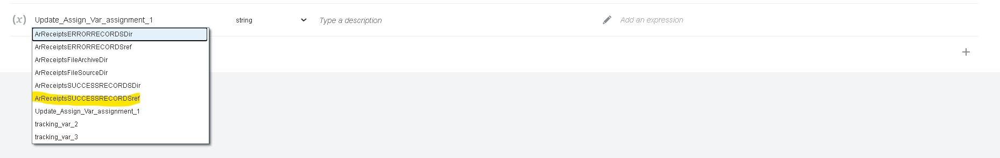 (x) Update_Assign_Var_assignment_1 string Type a description Add an expression
ArReceiptsERRORRECORDSDir
ArReceiptsERRORRECORDSref
ArReceiptsFileArchiveDir
ArReceiptsFileSourceDir
ArReceiptsSUCCESSRECORDSDir
ArReceiptsSUCCESSRECORDSref
Update_Assign_Var_assignment_1
tracking_var_2
tracking_var_3